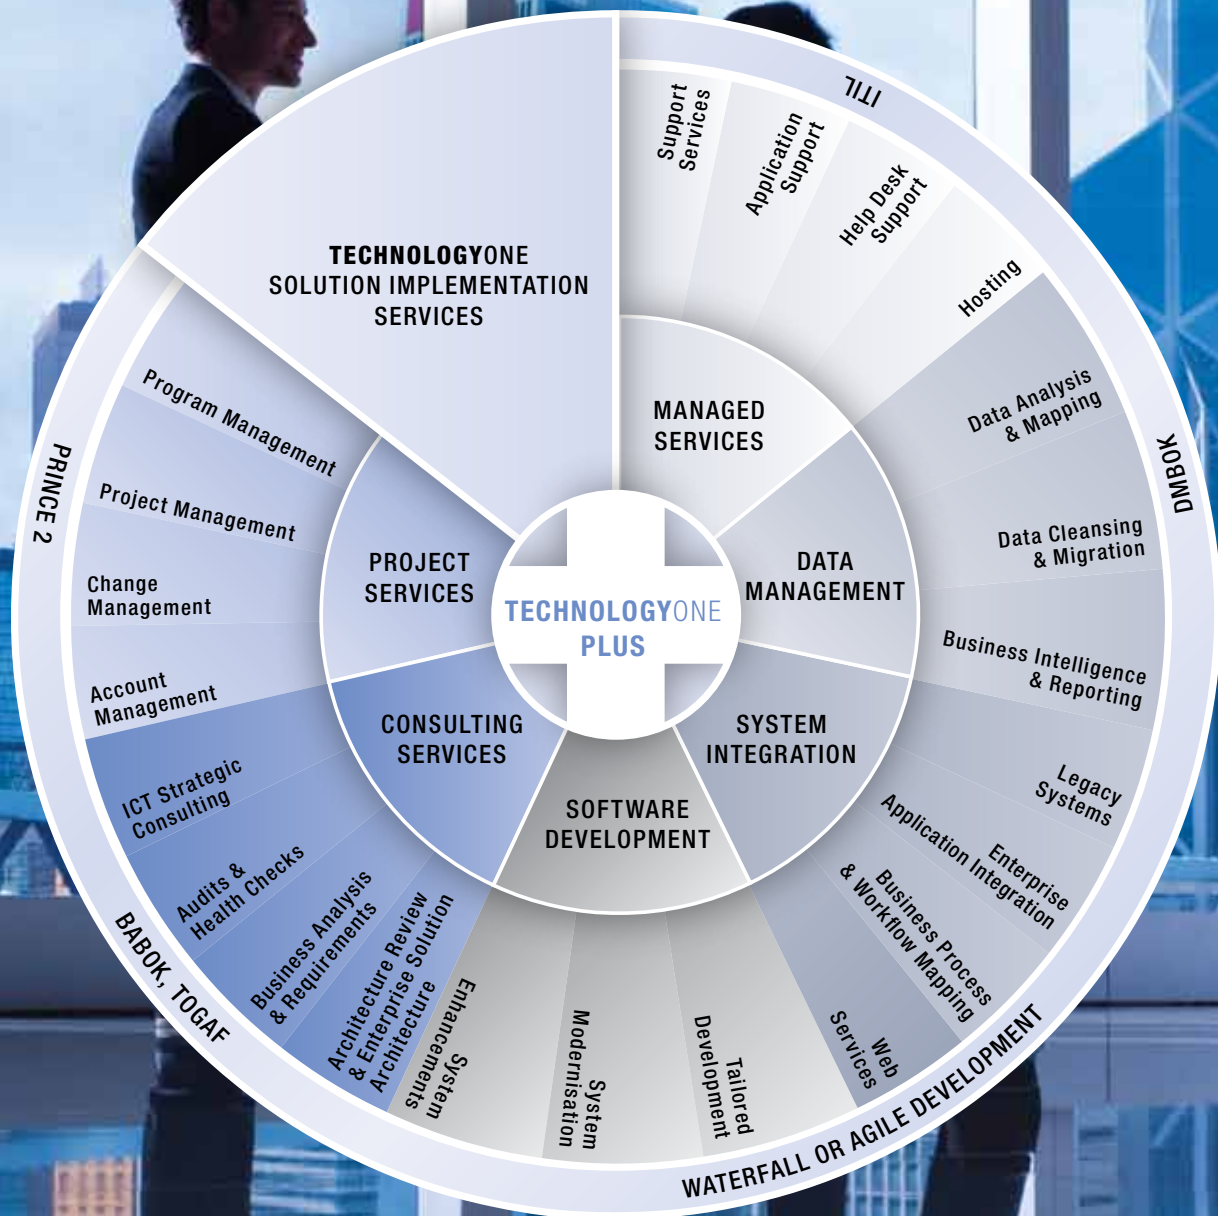 TECHNOLOGYONE
SOLUTION IMPLEMENTATION
SERVICES
ITIL
Support
Services
Application
Support
Help Desk
Support
Hosting
MANAGED
SERVICES
DMBOK
Data Analysis
& Mapping
Data Cleansing
& Migration
Business Intelligence
& Reporting
DATA
MANAGEMENT
Legacy
Systems
Enterprise
Application Integration
Business Process
& Workflow Mapping
Web
Services
SYSTEM
INTEGRATION
WATERFALL OR AGILE DEVELOPMENT
Tailored
Development
System
Modernisation
System
Enhancements
SOFTWARE
DEVELOPMENT
BABOK, TOGAF
Architecture Review
& Enterprise Solution
Architecture
Business Analysis
& Requirements
Audits &
Health Checks
ICT Strategic
Consulting
CONSULTING
SERVICES
PRINCE 2
Account
Management
Change
Management
Project Management
Program Management
PROJECT
SERVICES
TECHNOLOGYONE
PLUS